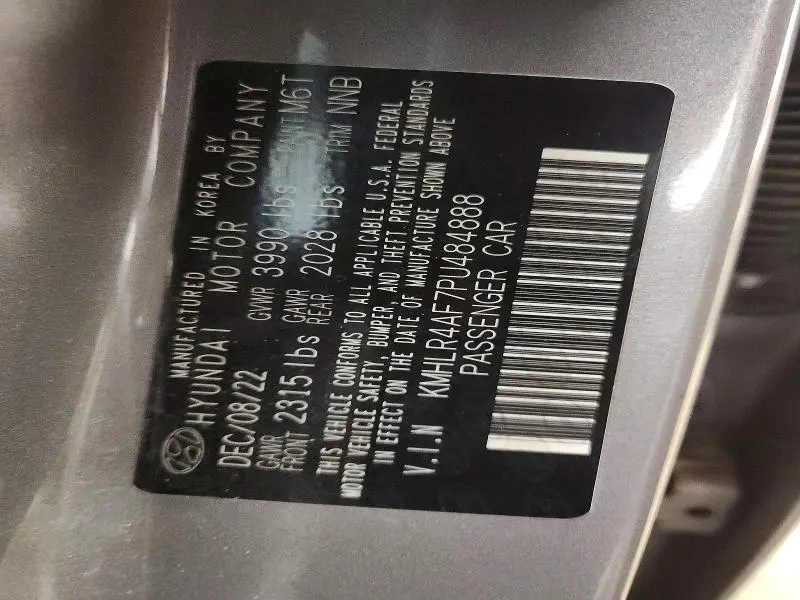 MANUFACTURED IN KOREA BY
HYUNDAI MOTOR COMPANY
DEC/08/22 GVWR 3990 lbs PAINT M6T
GAWR FRONT 2315 lbs GAWR REAR 2028 lbs TRIM NNB
THIS VEHICLE CONFORMS TO ALL APPLICABLE U.S.A. FEDERAL
MOTOR VEHICLE SAFETY, BUMPER, AND THEFT PREVENTION STANDARDS
IN EFFECT ON THE DATE OF MANUFACTURE SHOWN ABOVE
V.I.N KMHLR4AF7PU484888
PASSENGER CAR